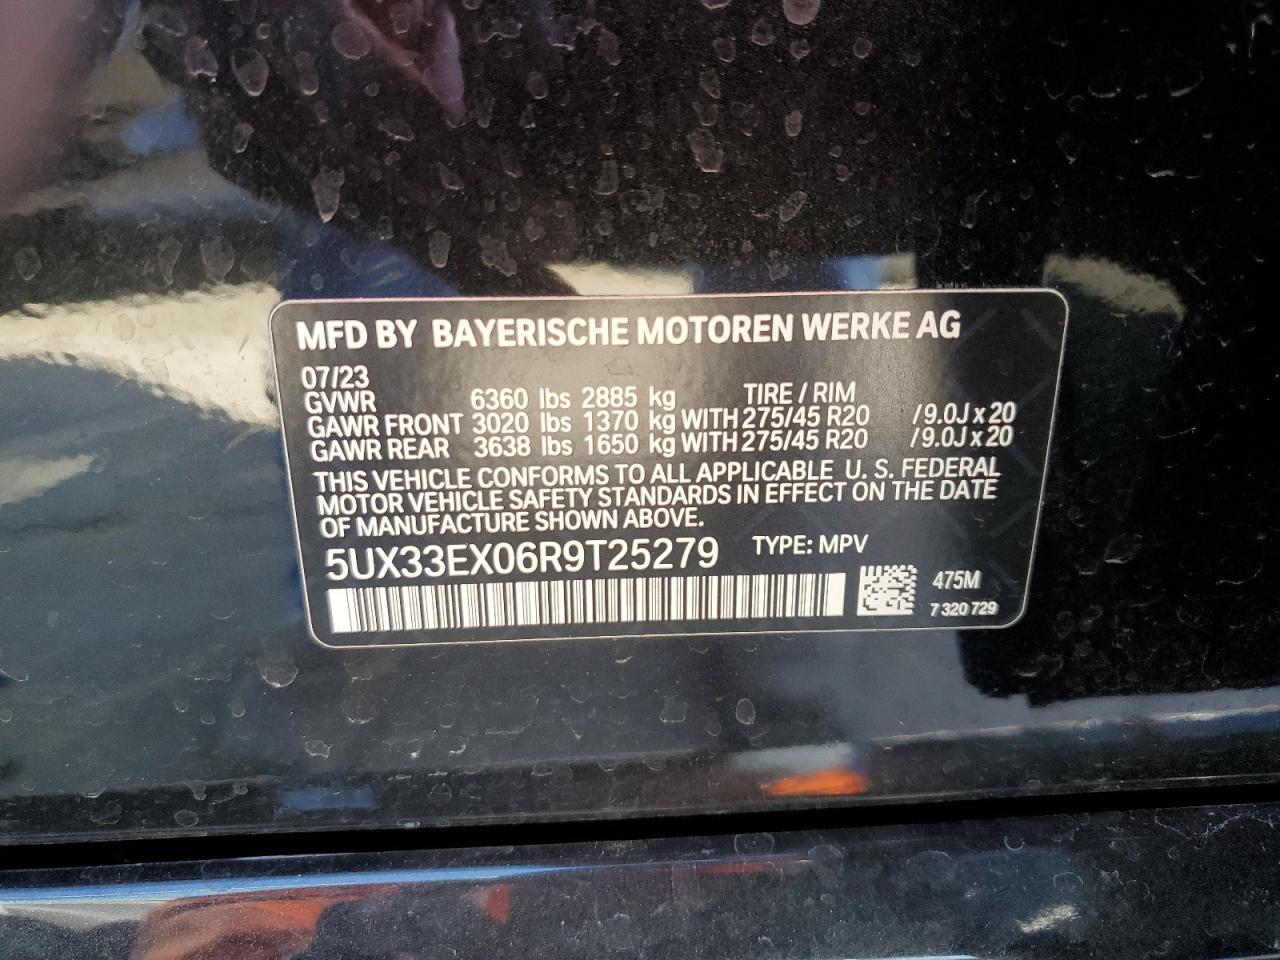 MFD BY BAYERISCHE MOTOREN WERKE AG
07/23
GVWR 6360 lbs 2885 kg TIRE / RIM
GAWR FRONT 3020 lbs 1370 kg WITH 275/45 R20 / 9.0J x 20
GAWR REAR 3638 lbs 1650 kg WITH 275/45 R20 / 9.0J x 20
THIS VEHICLE CONFORMS TO ALL APPLICABLE U. S. FEDERAL
MOTOR VEHICLE SAFETY STANDARDS IN EFFECT ON THE DATE
OF MANUFACTURE SHOWN ABOVE.
5UX33EX06R9T25279 TYPE: MPV
475M
7 320 729